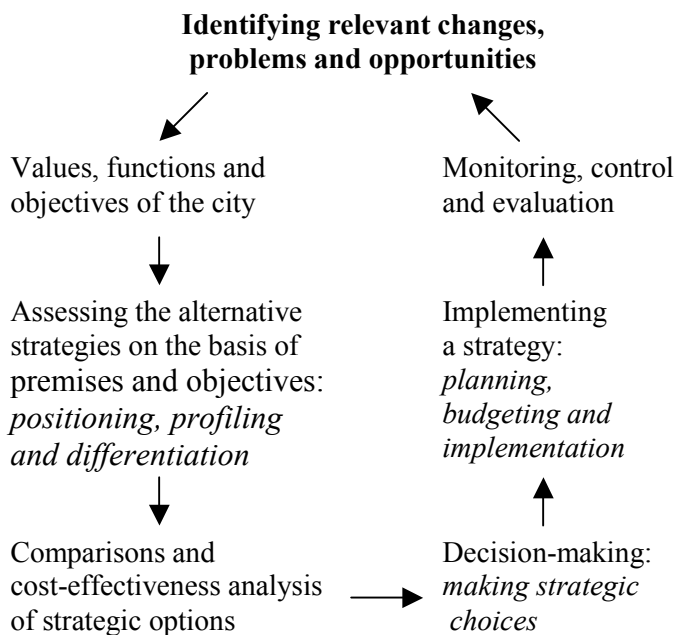 Identifying relevant changes,
problems and opportunities
Values, functions and
objectives of the city
Assessing the alternative
strategies on the basis of
premises and objectives:
positioning, profiling
and differentiation
Comparisons and
cost-effectiveness analysis
of strategic options
Decision-making:
making strategic
choices
Implementing
a strategy:
planning,
budgeting and
implementation
Monitoring, control
and evaluation